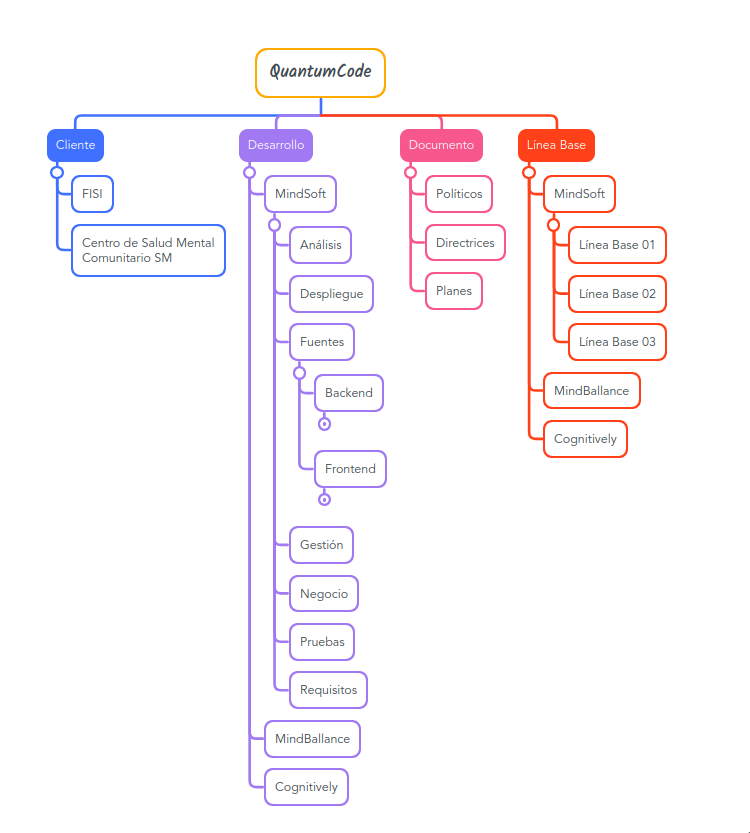 QuantumCode
Cliente
FISI
Centro de Salud Mental
Comunitario SM
Desarrollo
MindSoft
Análisis
Despliegue
Fuentes
Backend
Frontend
Gestión
Negocio
Pruebas
Requisitos
MindBallance
Cognitively
Documento
Políticos
Directrices
Planes
Línea Base
MindSoft
Línea Base 01
Línea Base 02
Línea Base 03
MindBallance
Cognitively